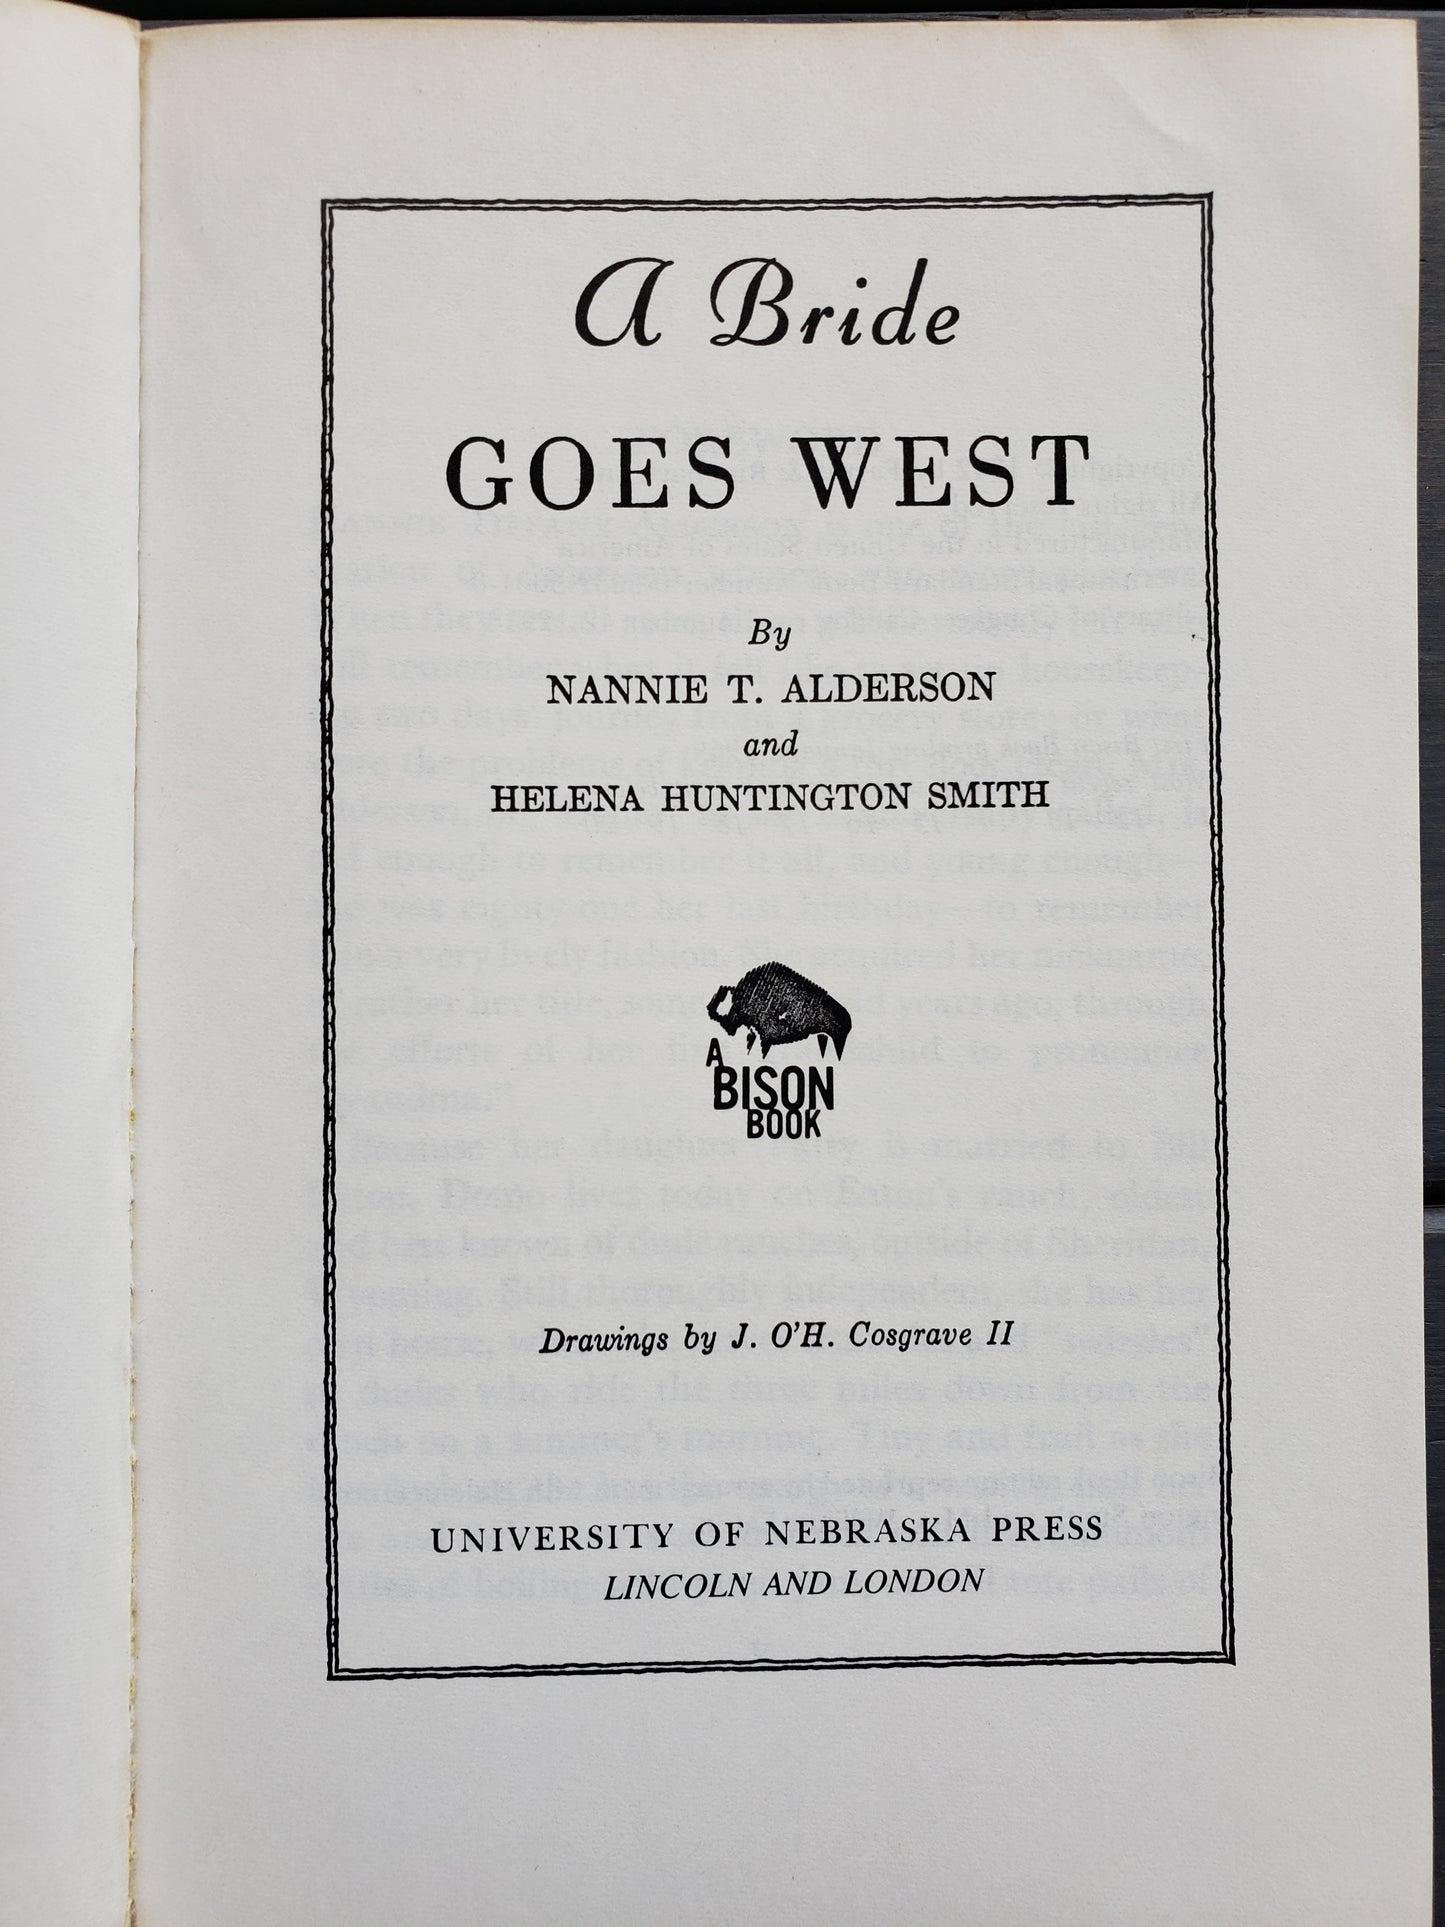 A Bride
GOES WEST
By
NANNIE T. ALDERSON
and
HELENA HUNTINGTON SMITH
A
BISON
BOOK
Drawings by J. O'H. Cosgrave II
UNIVERSITY OF NEBRASKA PRESS
LINCOLN AND LONDON